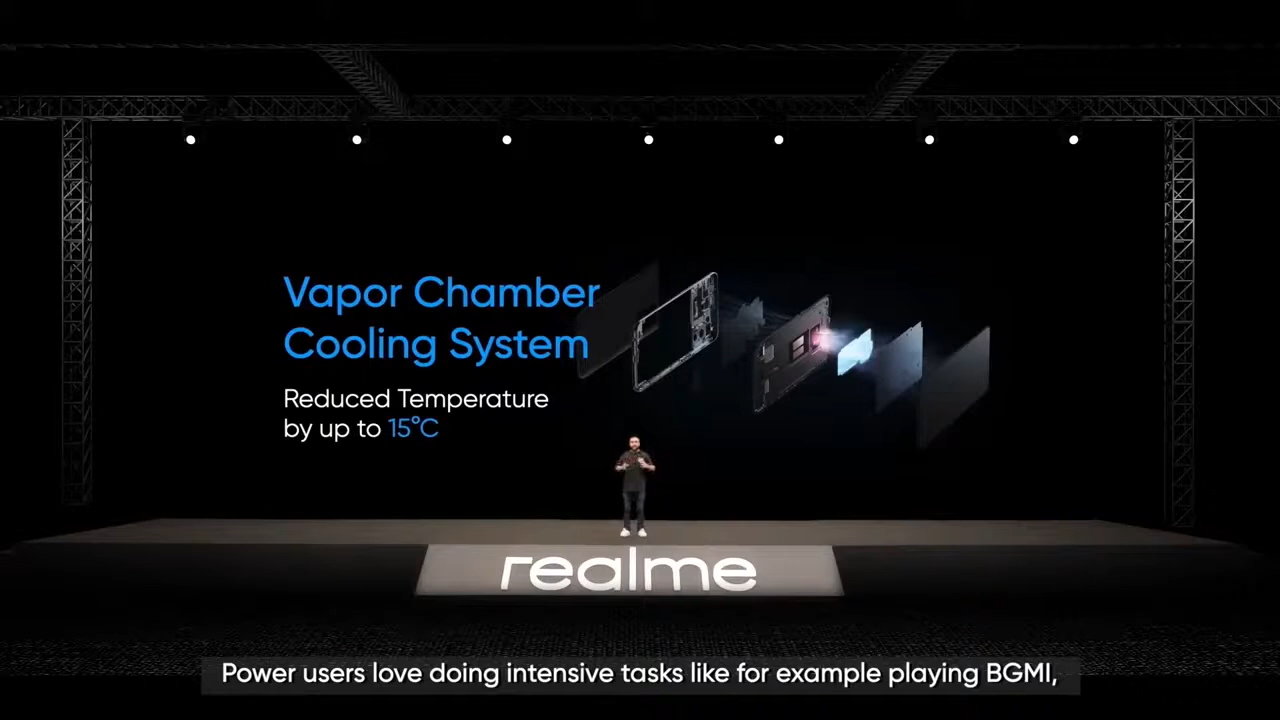 Vapor Chamber
Cooling System
Reduced Temperature
by up to 15°C
realme
Power users love doing intensive tasks like for example playing BGMI,